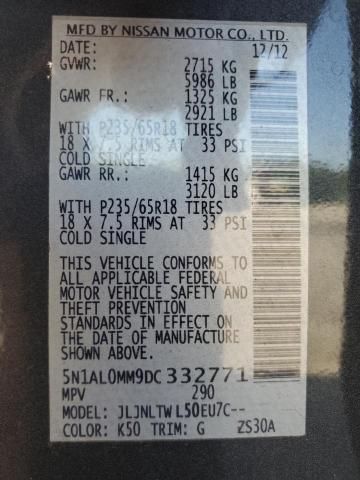 MFD BY NISSAN MOTOR CO., LTD.
DATE: 12/12
GVWR: 2715 KG
5986 LB
GAWR FR.: 1325 KG
2921 LB
WITH P235/65R18 TIRES
18 X 7.5 RIMS AT 33 PSI
COLD SINGLE
GAWR RR.: 1415 KG
3120 LB
WITH P235/65R18 TIRES
18 X 7.5 RIMS AT 33 PSI
COLD SINGLE
THIS VEHICLE CONFORMS TO
ALL APPLICABLE FEDERAL
MOTOR VEHICLE SAFETY AND
THEFT PREVENTION
STANDARDS IN EFFECT ON
THE DATE OF MANUFACTURE
SHOWN ABOVE.
5N1AL0MM9DC 332771
MPV 290
MODEL: JLJNLTWL50EU7C--
COLOR: K50 TRIM: G ZS30A